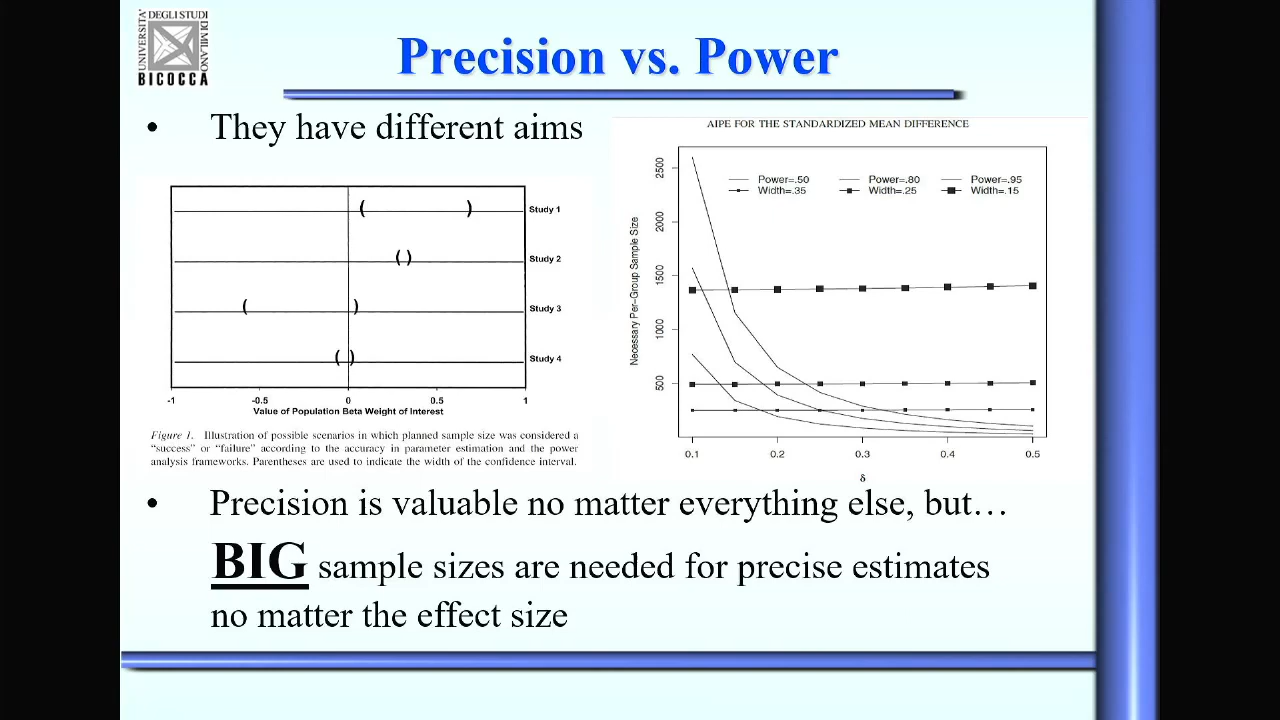 UNIVERSITA'
DEGLI STUDI
DI MILANO
BICOCCA
Precision vs. Power
• They have different aims
Study 1
Study 2
Study 3
Study 4
-1 -0.5 0 0.5 1
Value of Population Beta Weight of Interest
Figure 1. Illustration of possible scenarios in which planned sample size was considered a
“success” or “failure” according to the accuracy in parameter estimation and the power
analysis frameworks. Parentheses are used to indicate the width of the confidence interval.
AIPE FOR THE STANDARDIZED MEAN DIFFERENCE
Power=.50 Power=.80 Power=.95
Width=.35 Width=.25 Width=.15
Necessary Per-Group Sample Size
2500
2000
1500
1000
500
0.1 0.2 0.3 0.4 0.5
δ
• Precision is valuable no matter everything else, but…
BIG sample sizes are needed for precise estimates
no matter the effect size